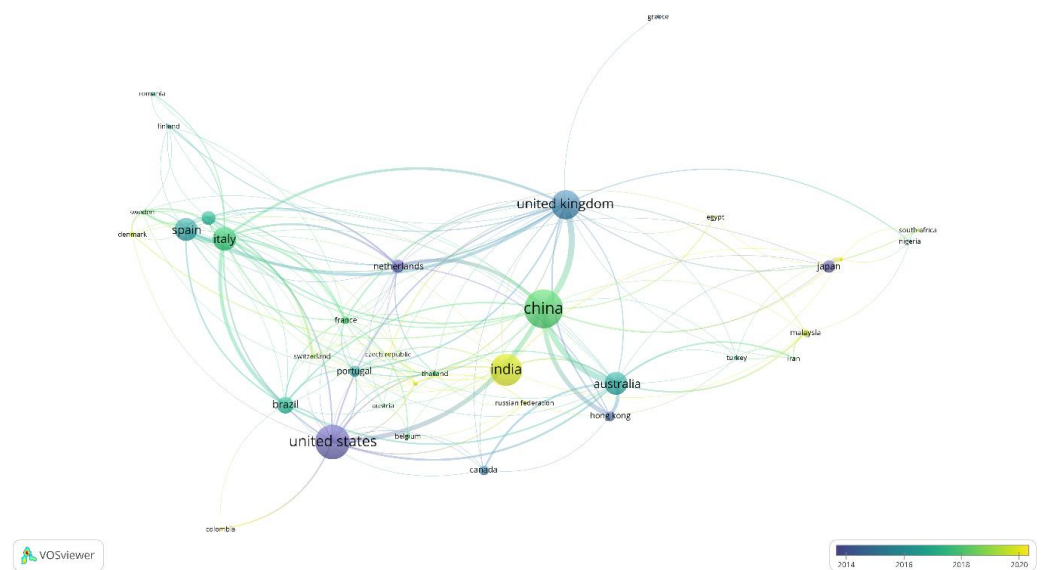 greece
romania
finland
united kingdom
sweden
egypt
spain
denmark
italy
south africa
nigeria
netherlands
japan
china
france
malaysia
switzerland
czech republic
turkey
iran
portugal
thailand
india
australia
brazil
austria
russian federation
hong kong
united states
belgium
canada
colombia
VOSviewer
2014 2016 2018 2020